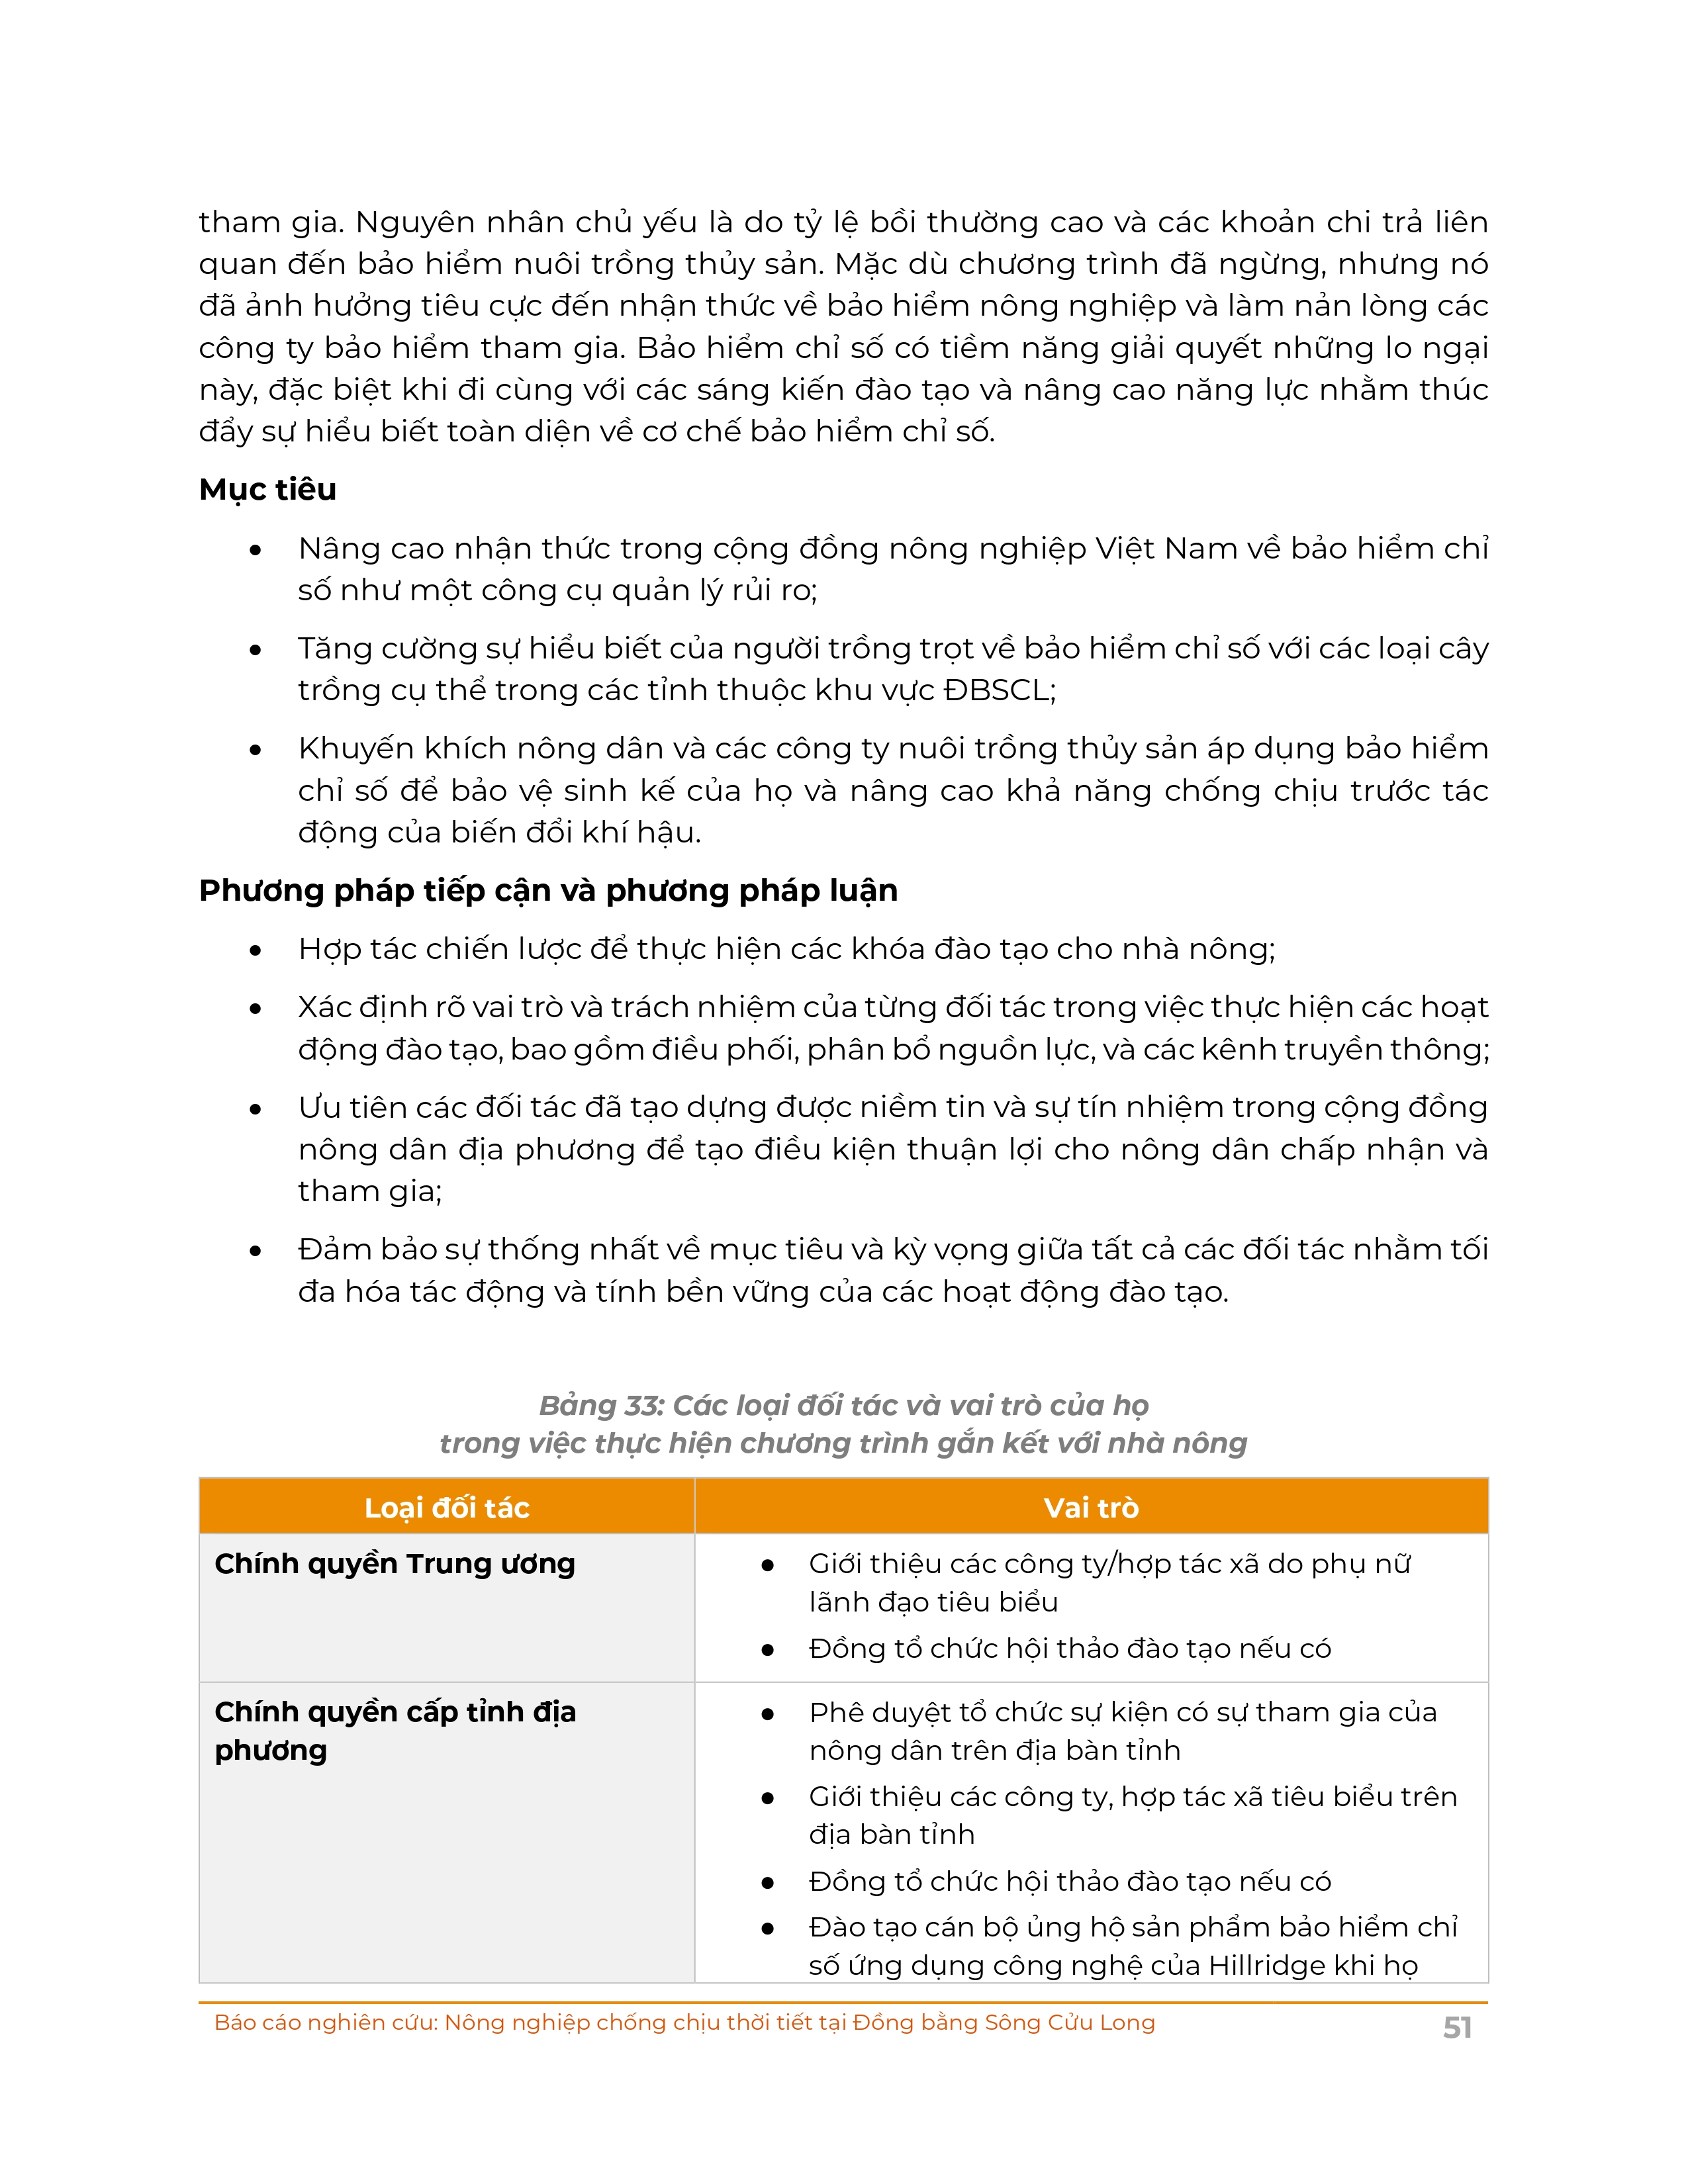 tham gia. Nguyên nhân chủ yếu là do tỷ lệ bồi thường cao và các khoản chi trả liên
quan đến bảo hiểm nuôi trồng thủy sản. Mặc dù chương trình đã ngừng, nhưng nó
đã ảnh hưởng tiêu cực đến nhận thức về bảo hiểm nông nghiệp và làm nản lòng các
công ty bảo hiểm tham gia. Bảo hiểm chỉ số có tiềm năng giải quyết những lo ngại
này, đặc biệt khi đi cùng với các sáng kiến đào tạo và nâng cao năng lực nhằm thúc
đẩy sự hiểu biết toàn diện về cơ chế bảo hiểm chỉ số.
Mục tiêu
● Nâng cao nhận thức trong cộng đồng nông nghiệp Việt Nam về bảo hiểm chỉ
số như một công cụ quản lý rủi ro;
● Tăng cường sự hiểu biết của người trồng trọt về bảo hiểm chỉ số với các loại cây
trồng cụ thể trong các tỉnh thuộc khu vực ĐBSCL;
● Khuyến khích nông dân và các công ty nuôi trồng thủy sản áp dụng bảo hiểm
chỉ số để bảo vệ sinh kế của họ và nâng cao khả năng chống chịu trước tác
động của biến đổi khí hậu.
Phương pháp tiếp cận và phương pháp luận
● Hợp tác chiến lược để thực hiện các khóa đào tạo cho nhà nông;
● Xác định rõ vai trò và trách nhiệm của từng đối tác trong việc thực hiện các hoạt
động đào tạo, bao gồm điều phối, phân bổ nguồn lực, và các kênh truyền thông;
● Ưu tiên các đối tác đã tạo dựng được niềm tin và sự tín nhiệm trong cộng đồng
nông dân địa phương để tạo điều kiện thuận lợi cho nông dân chấp nhận và
tham gia;
● Đảm bảo sự thống nhất về mục tiêu và kỳ vọng giữa tất cả các đối tác nhằm tối
đa hóa tác động và tính bền vững của các hoạt động đào tạo.
Bảng 33: Các loại đối tác và vai trò của họ
trong việc thực hiện chương trình gắn kết với nhà nông
Loại đối tác
Vai trò
Chính quyền Trung ương
● Giới thiệu các công ty/hợp tác xã do phụ nữ
lãnh đạo tiêu biểu
● Đồng tổ chức hội thảo đào tạo nếu có
Chính quyền cấp tỉnh địa
phương
● Phê duyệt tổ chức sự kiện có sự tham gia của
nông dân trên địa bàn tỉnh
● Giới thiệu các công ty, hợp tác xã tiêu biểu trên
địa bàn tỉnh
● Đồng tổ chức hội thảo đào tạo nếu có
● Đào tạo cán bộ ủng hộ sản phẩm bảo hiểm chỉ
số ứng dụng công nghệ của Hillridge khi họ
Báo cáo nghiên cứu: Nông nghiệp chống chịu thời tiết tại Đồng bằng Sông Cửu Long
51